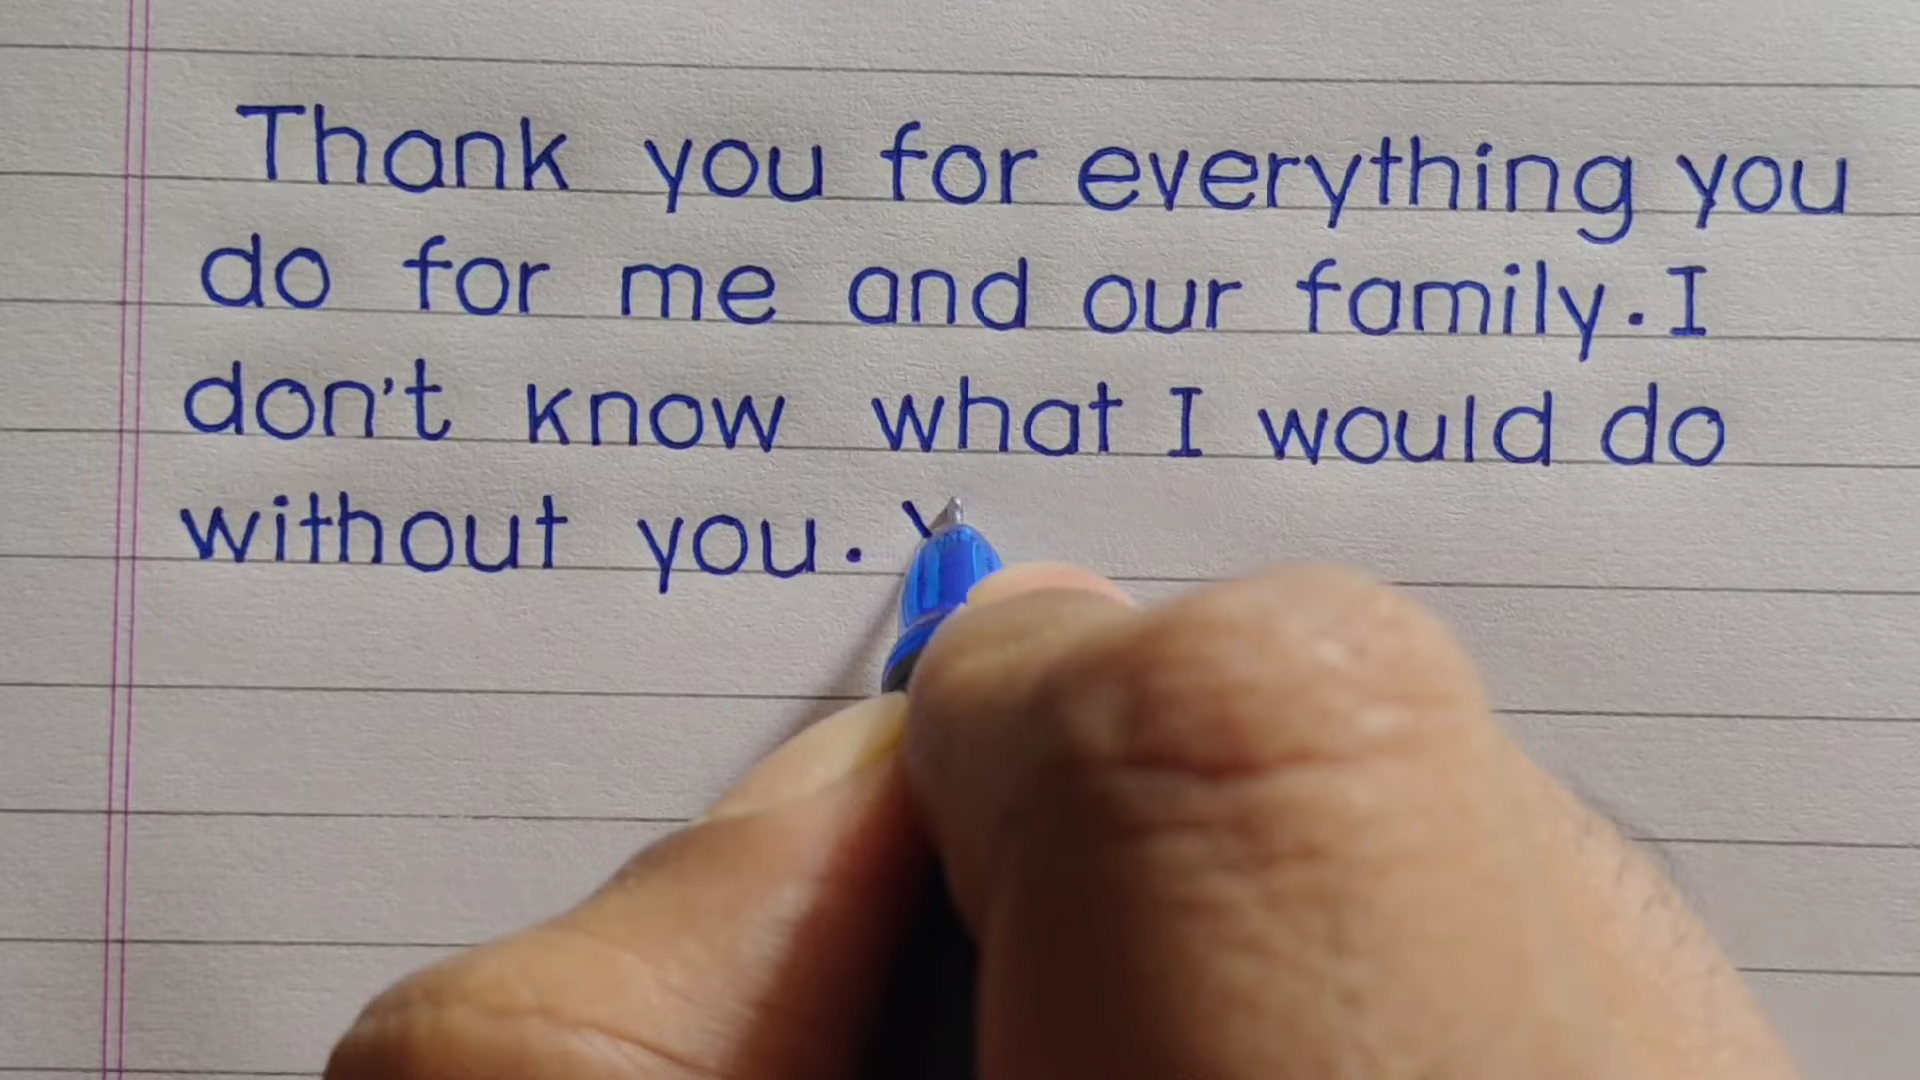 Thank you for everything you
do for me and our family. I
don't know what I would do
without you.